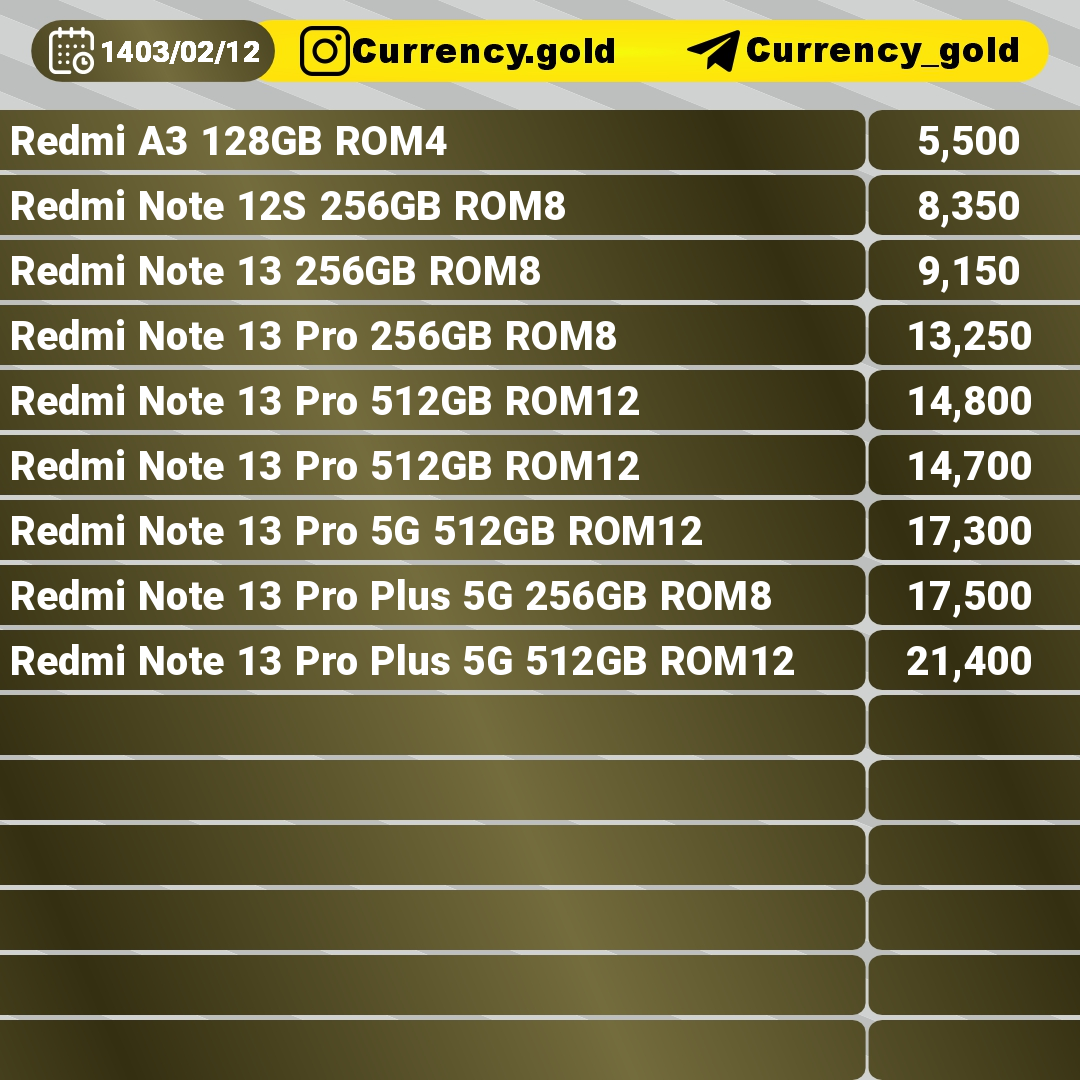 1403/02/12 Currency.gold Currency_gold
Redmi A3 128GB ROM4 5,500
Redmi Note 12S 256GB ROM8 8,350
Redmi Note 13 256GB ROM8 9,150
Redmi Note 13 Pro 256GB ROM8 13,250
Redmi Note 13 Pro 512GB ROM12 14,800
Redmi Note 13 Pro 512GB ROM12 14,700
Redmi Note 13 Pro 5G 512GB ROM12 17,300
Redmi Note 13 Pro Plus 5G 256GB ROM8 17,500
Redmi Note 13 Pro Plus 5G 512GB ROM12 21,400